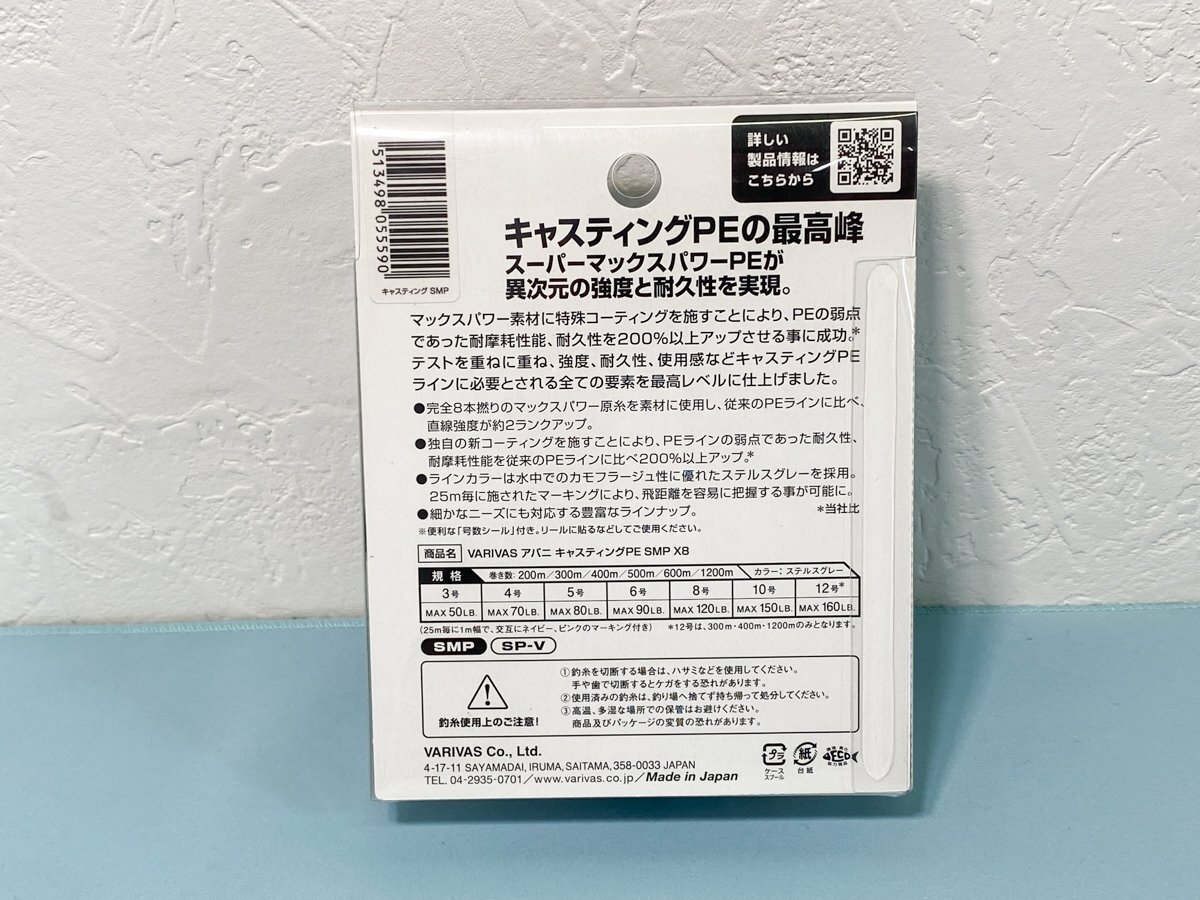 513498055590
キャスティング SMP
詳しい
製品情報は
こちらから
キャスティングPEの最高峰
スーパーマックスパワーPEが
異次元の強度と耐久性を実現。
マックスパワー素材に特殊コーティングを施すことにより、PEの弱点
であった耐摩耗性能、耐久性を200%以上アップさせる事に成功。*
テストを重ねに重ね、強度、耐久性、使用感などキャスティングPE
ラインに必要とされる全ての要素を最高レベルに仕上げました。
●完全8本撚りのマックスパワー原糸を素材に使用し、従来のPEラインに比べ、
直線強度が約2ランクアップ。
●独自の新コーティングを施すことにより、PEラインの弱点であった耐久性、
耐摩耗性能を従来のPEラインに比べ200%以上アップ。*
●ラインカラーは水中でのカモフラージュ性に優れたステルスグレーを採用。
25m毎に施されたマーキングにより、飛距離を容易に把握する事が可能に。
●細かなニーズにも対応する豊富なラインナップ。 *当社比
※便利な「号数シール」付き。リールに貼るなどしてご使用ください。
商品名 VARIVAS アバニ キャスティングPE SMP X8
規格 巻き数: 200m/300m/400m/500m/600m/1200m カラー: ステルスグレー
3号 4号 5号 6号 8号 10号 12号*
MAX 50LB. MAX 70LB. MAX 80LB. MAX 90LB. MAX 120LB. MAX 150LB. MAX 160LB.
(25m毎に1m幅で、交互にネイビー、ピンクのマーキング付き) *12号は、300m・400m・1200mのみとなります。
SMP SP-V
釣糸使用上のご注意!
①釣糸を切断する場合は、ハサミなどを使用してください。
手や歯で切断するとケガをする恐れがあります。
②使用済みの釣糸は、釣り場へ捨てず持ち帰って処分してください。
③高温、多湿な場所での保管はお避けください。
商品及びパッケージの変質の恐れがあります。
VARIVAS Co., Ltd.
4-17-11 SAYAMADAI, IRUMA, SAITAMA, 358-0033 JAPAN
TEL. 04-2935-0701/www.varivas.co.jp/Made in Japan
プラ
ケース
スプール
紙
台紙
ECO